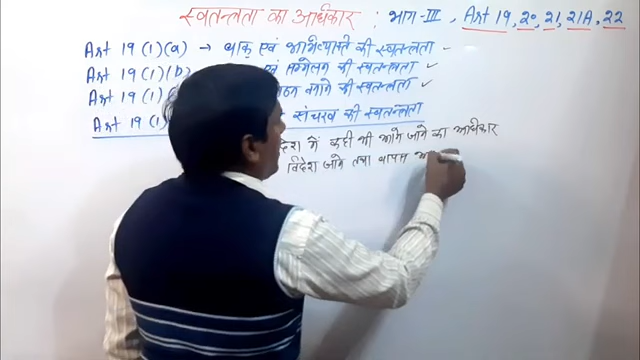 स्वतन्त्रता का अधिकार : भाग-III, Art 19, 20, 21, 21A, 22
Art 19 (1) (a) → वाक् एवं अभिव्यक्ति की स्वतन्त्रता
Art 19 (1) (b) एवं सम्मेलन की स्वतन्त्रता ✓
Art 19 (1) बनाने की स्वतन्त्रता ✓
Art 19 (1) संचरण की स्वतन्त्रता
में कहीं भी आने जाने का अधिकार
विदेश जाने तथा वापस